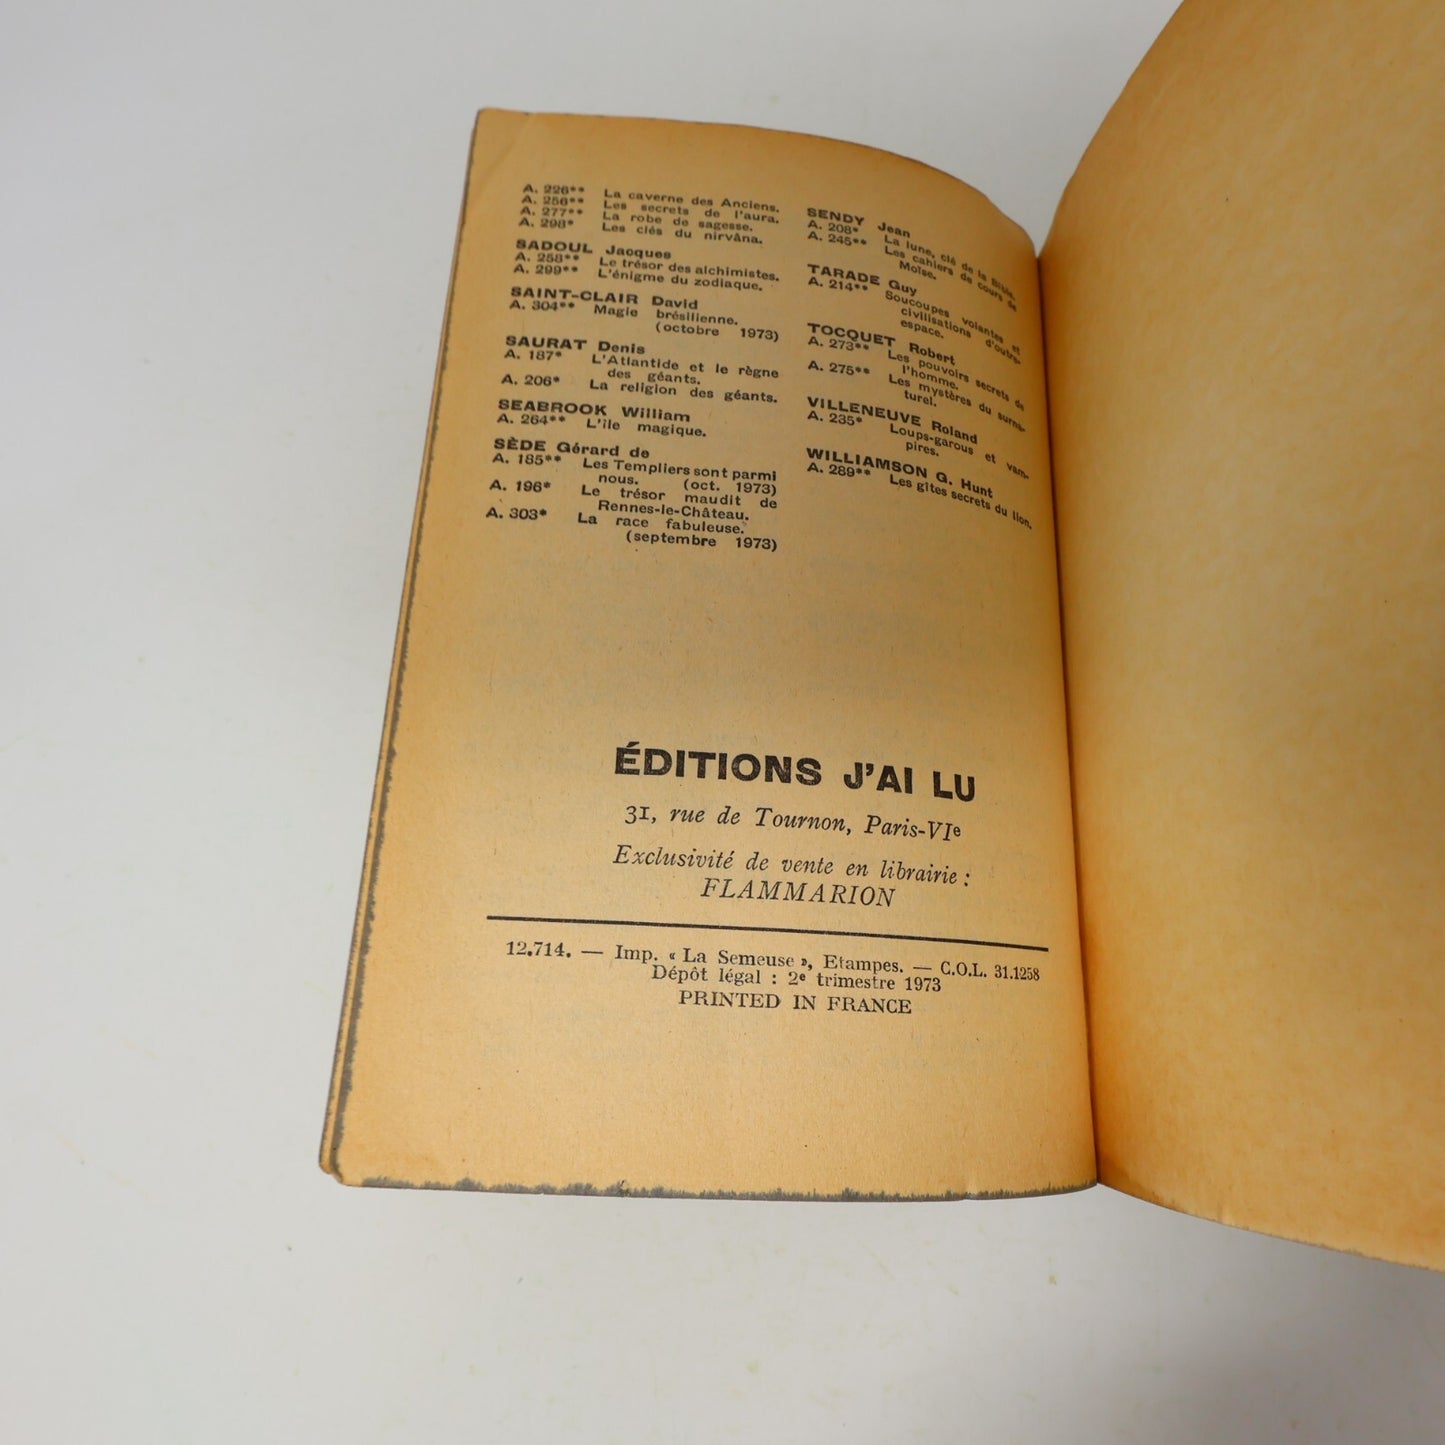 A. 226** La caverne des Anciens.
A. 256** Les secrets de l'aura.
A. 277** La robe de sagesse.
A. 298* Les clés du nirvâna.
SADOUL Jacques
A. 258** Le trésor des alchimistes.
A. 299** L'énigme du zodiaque.
SAINT-CLAIR David
A. 304** Magie brésilienne.
(octobre 1973)
SAURAT Denis
A. 187* L'Atlantide et le règne
des géants.
A. 206* La religion des géants.
SEABROOK William
A. 264** L'île magique.
SÈDE Gérard de
A. 185** Les Templiers sont parmi
nous. (oct. 1973)
A. 196* Le trésor maudit de
Rennes-le-Château.
A. 303* La race fabuleuse.
(septembre 1973)
SENDY Jean
A. 208* La lune, clé de la Bible.
A. 245** Les cahiers de cours de
Moïse.
TARADE Guy
A. 214** Soucoupes volantes et
civilisations d'outre-
espace.
TOCQUET Robert
A. 273** Les pouvoirs secrets de
l'homme.
A. 275** Les mystères du surna-
turel.
VILLENEUVE Roland
A. 235* Loups-garous et vam-
pires.
WILLIAMSON G. Hunt
A. 289** Les gîtes secrets du lion.
ÉDITIONS J'AI LU
31, rue de Tournon, Paris-VIe
Exclusivité de vente en librairie :
FLAMMARION
12.714. — Imp. « La Semeuse », Etampes. — C.O.L. 31.1258
Dépôt légal : 2e trimestre 1973
PRINTED IN FRANCE